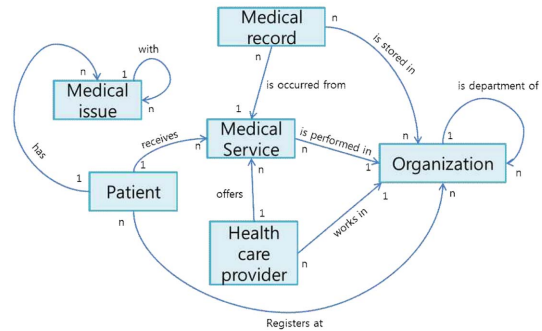 Medical
record
n
n
is stored in
with
is occurred from
is department of
n
1
Medical
issue
n
1
Medical
Service
n
1
n
receives
n
n
is performed in
n
1
Organization
n
n
has
1
Patient
1
n
offers
1
Health
care
provider
n
works in
1
Registers at